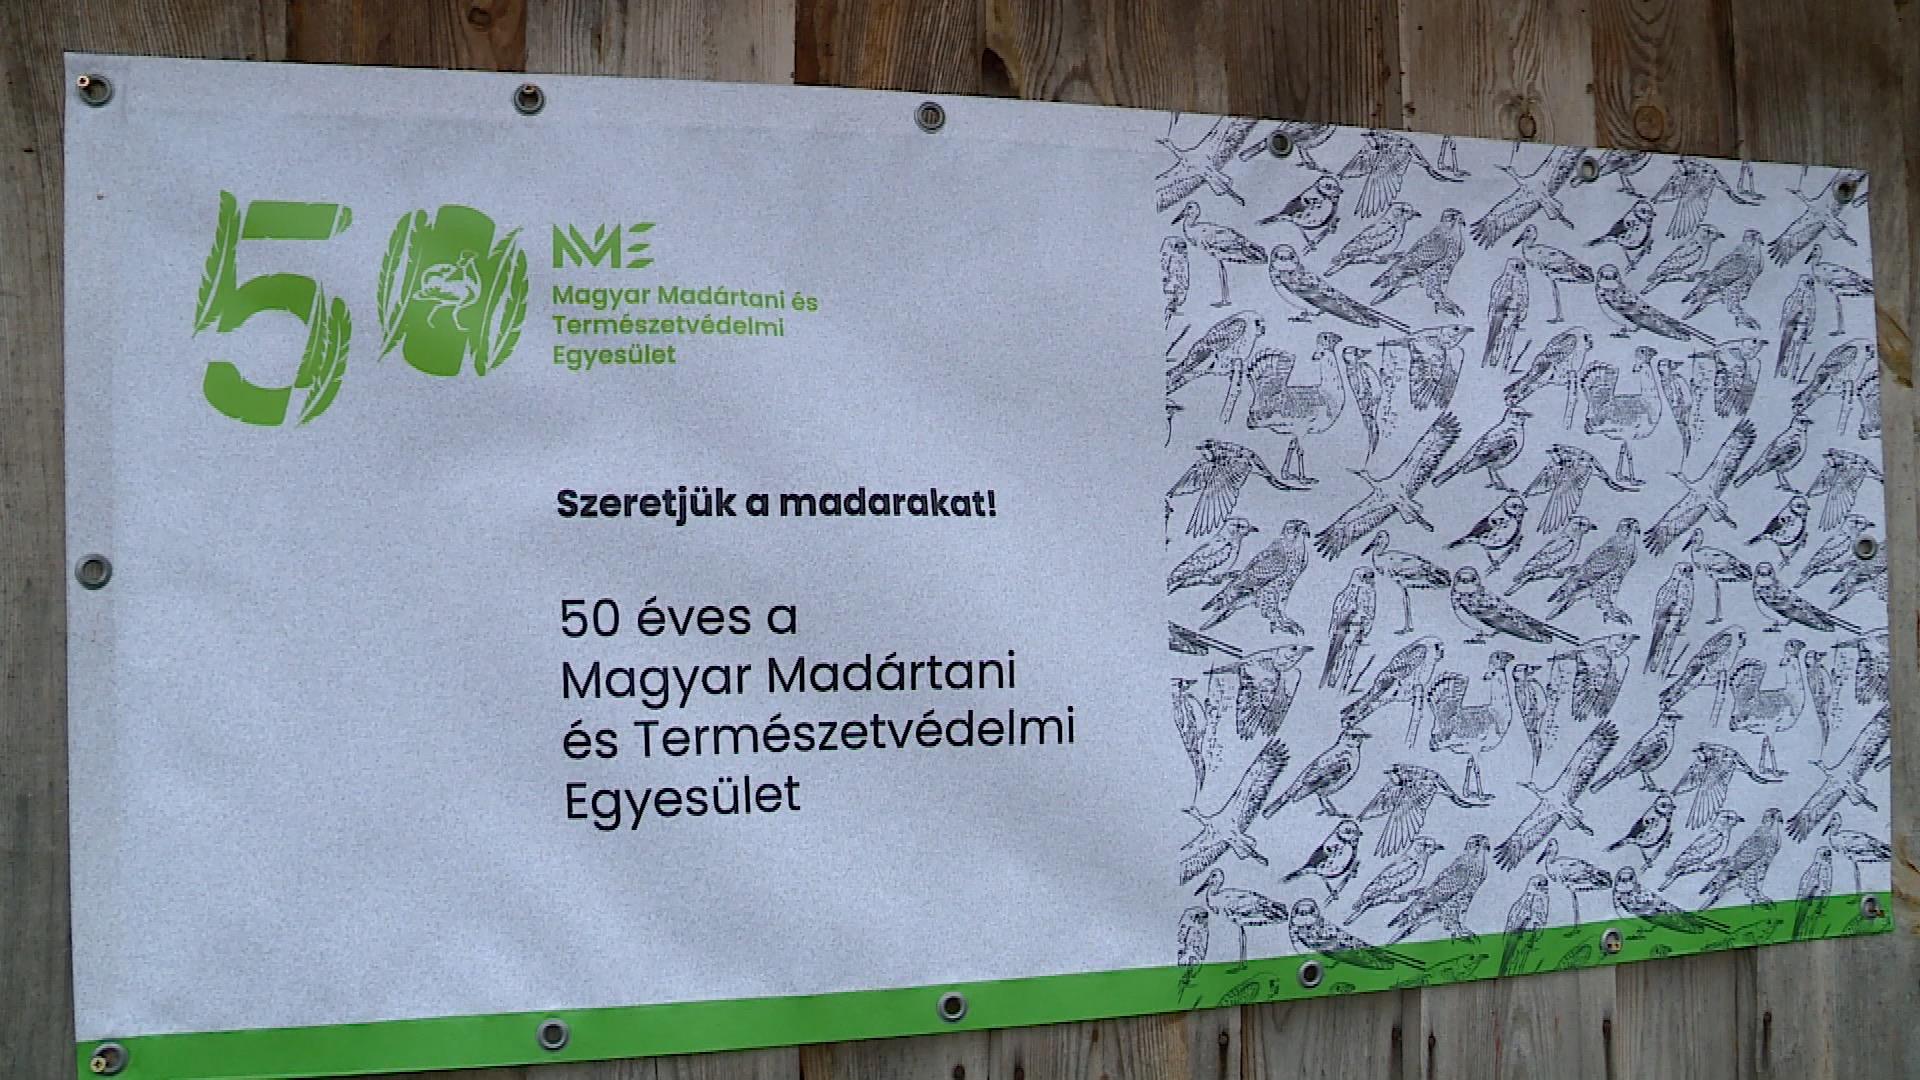 50
MME
Magyar Madártani és
Természetvédelmi
Egyesület
Szeretjük a madarakat!
50 éves a
Magyar Madártani
és Természetvédelmi
Egyesület